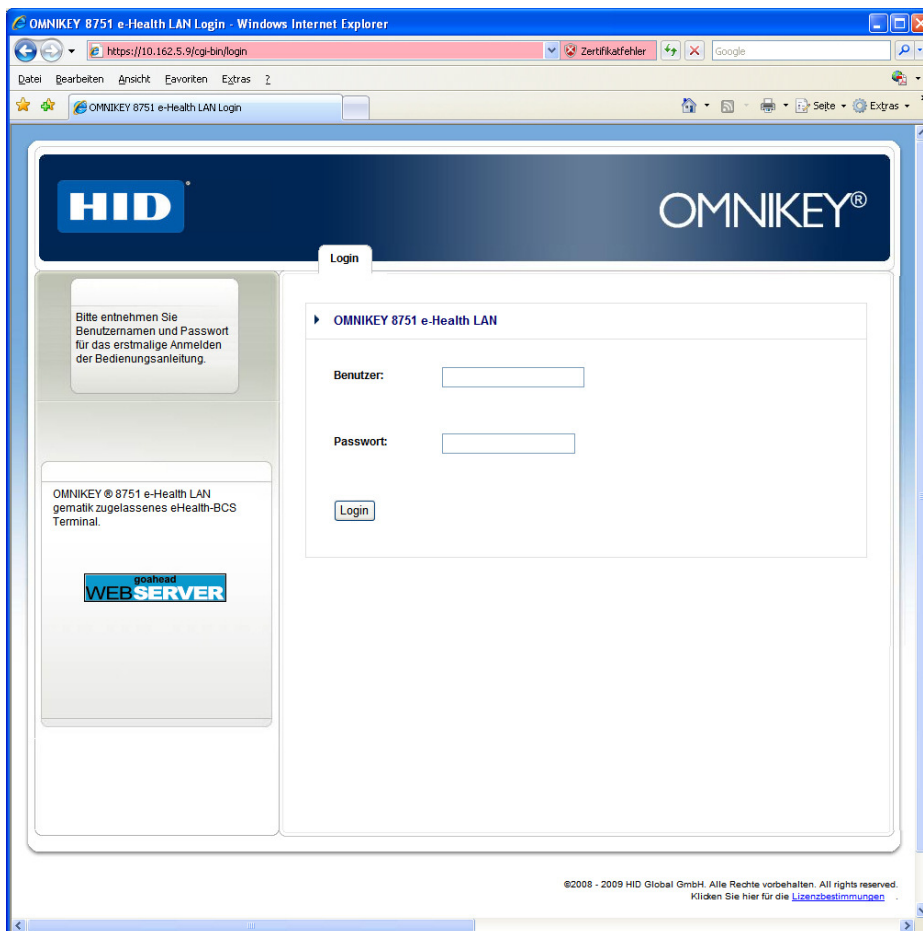 OMNIKEY 8751 e-Health LAN Login - Windows Internet Explorer
https://10.162.5.9/cgi-bin/login
Zertifikatfehler
Google
Datei Bearbeiten Ansicht Favoriten Extras ?
OMNIKEY 8751 e-Health LAN Login
Seite Extras
HID
OMNIKEY®
Login
Bitte entnehmen Sie
Benutzernamen und Passwort
für das erstmalige Anmelden
der Bedienungsanleitung.
OMNIKEY 8751 e-Health LAN
Benutzer:
Passwort:
Login
OMNIKEY ® 8751 e-Health LAN
gematik zugelassenes eHealth-BCS
Terminal.
goahead
WEBSERVER
©2008 - 2009 HID Global GmbH. Alle Rechte vorbehalten. All rights reserved.
Klicken Sie hier für die Lizenzbestimmungen .